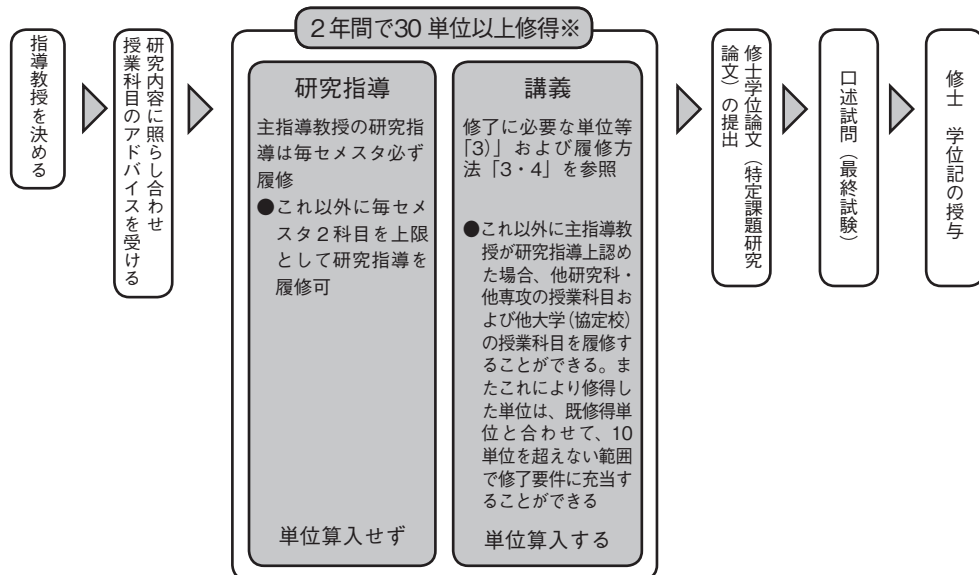 指導教授を決める
研究内容に照らし合わせ
授業科目のアドバイスを受ける
2年間で30 単位以上修得※
研究指導
主指導教授の研究指
導は毎セメスタ必ず
履修
●これ以外に毎セメ
スタ2科目を上限
として研究指導を
履修可
単位算入せず
講義
修了に必要な単位等
「3)」および履修方
法「3・4」を参照
●これ以外に主指導教
授が研究指導上認め
た場合、他研究科・
他専攻の授業科目お
よび他大学(協定校)
の授業科目を履修す
ることができる。ま
たこれにより修得し
た単位は、既修得単
位と合わせて、10
単位を超えない範囲
で修了要件に充当す
ることができる
単位算入する
修士学位論文(特定課題研究
論文)の提出
口述試問(最終試験)
修士 学位記の授与